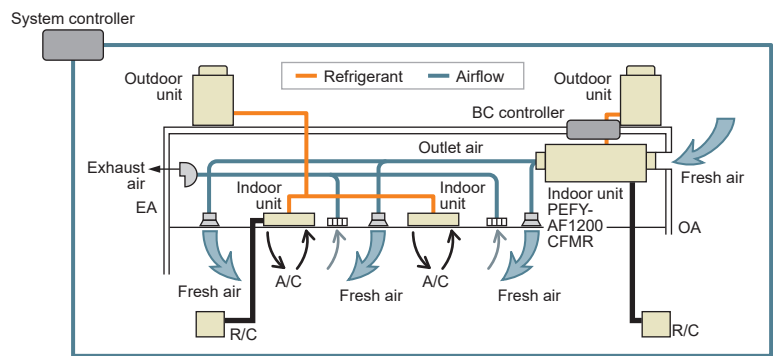 System controller
Outdoor
unit
Refrigerant
Airflow
Outdoor
unit
BC controller
Outlet air
Exhaust
air
Fresh air
Indoor
unit
Indoor
unit
Indoor unit
PEFY-
AF1200
CFMR
EA
OA
Fresh air
A/C
Fresh air
A/C
Fresh air
R/C
R/C